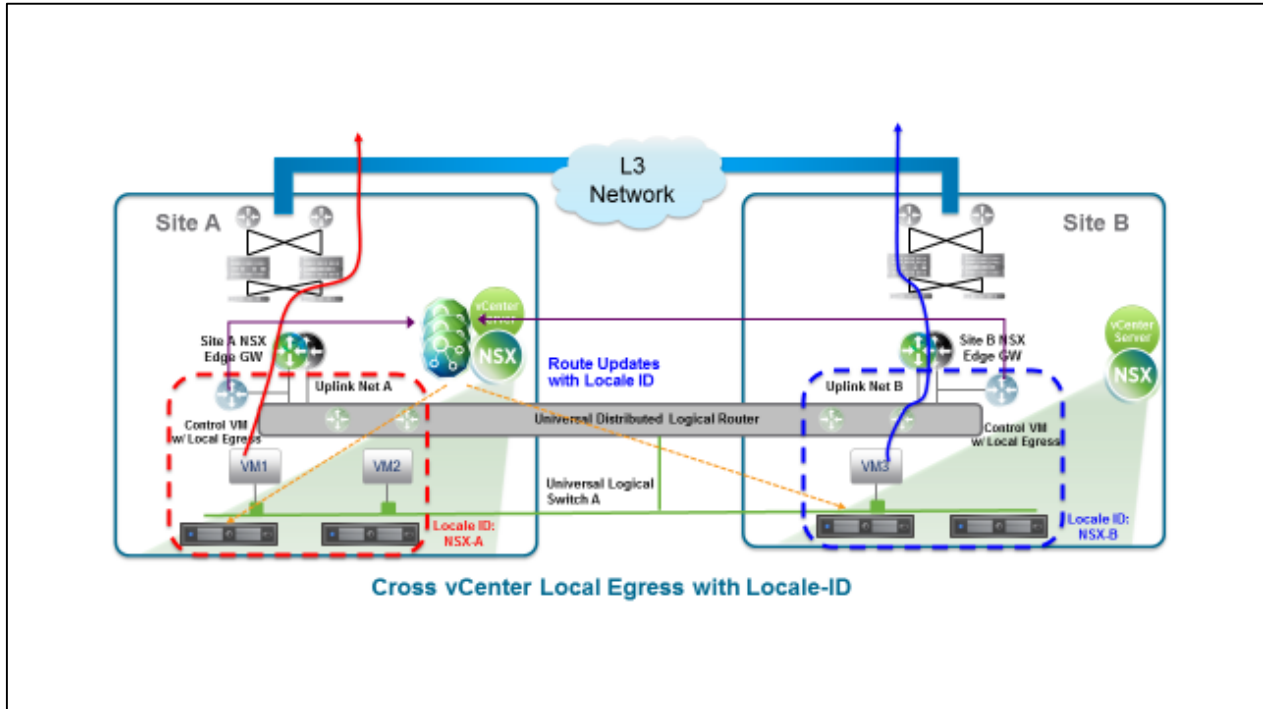 L3
Network
Site A
Site B
vCenter
Server
NSX
vCenter
Server
NSX
Site A NSX
Edge GW
Site B NSX
Edge GW
Route Updates
with Locale ID
Uplink Net A
Uplink Net B
Universal Distributed Logical Router
Control VM
w/ Local Egress
Control VM
w/ Local Egress
VM1
VM2
VM3
Universal Logical
Switch A
Locale ID:
NSX-A
Locale ID:
NSX-B
Cross vCenter Local Egress with Locale-ID